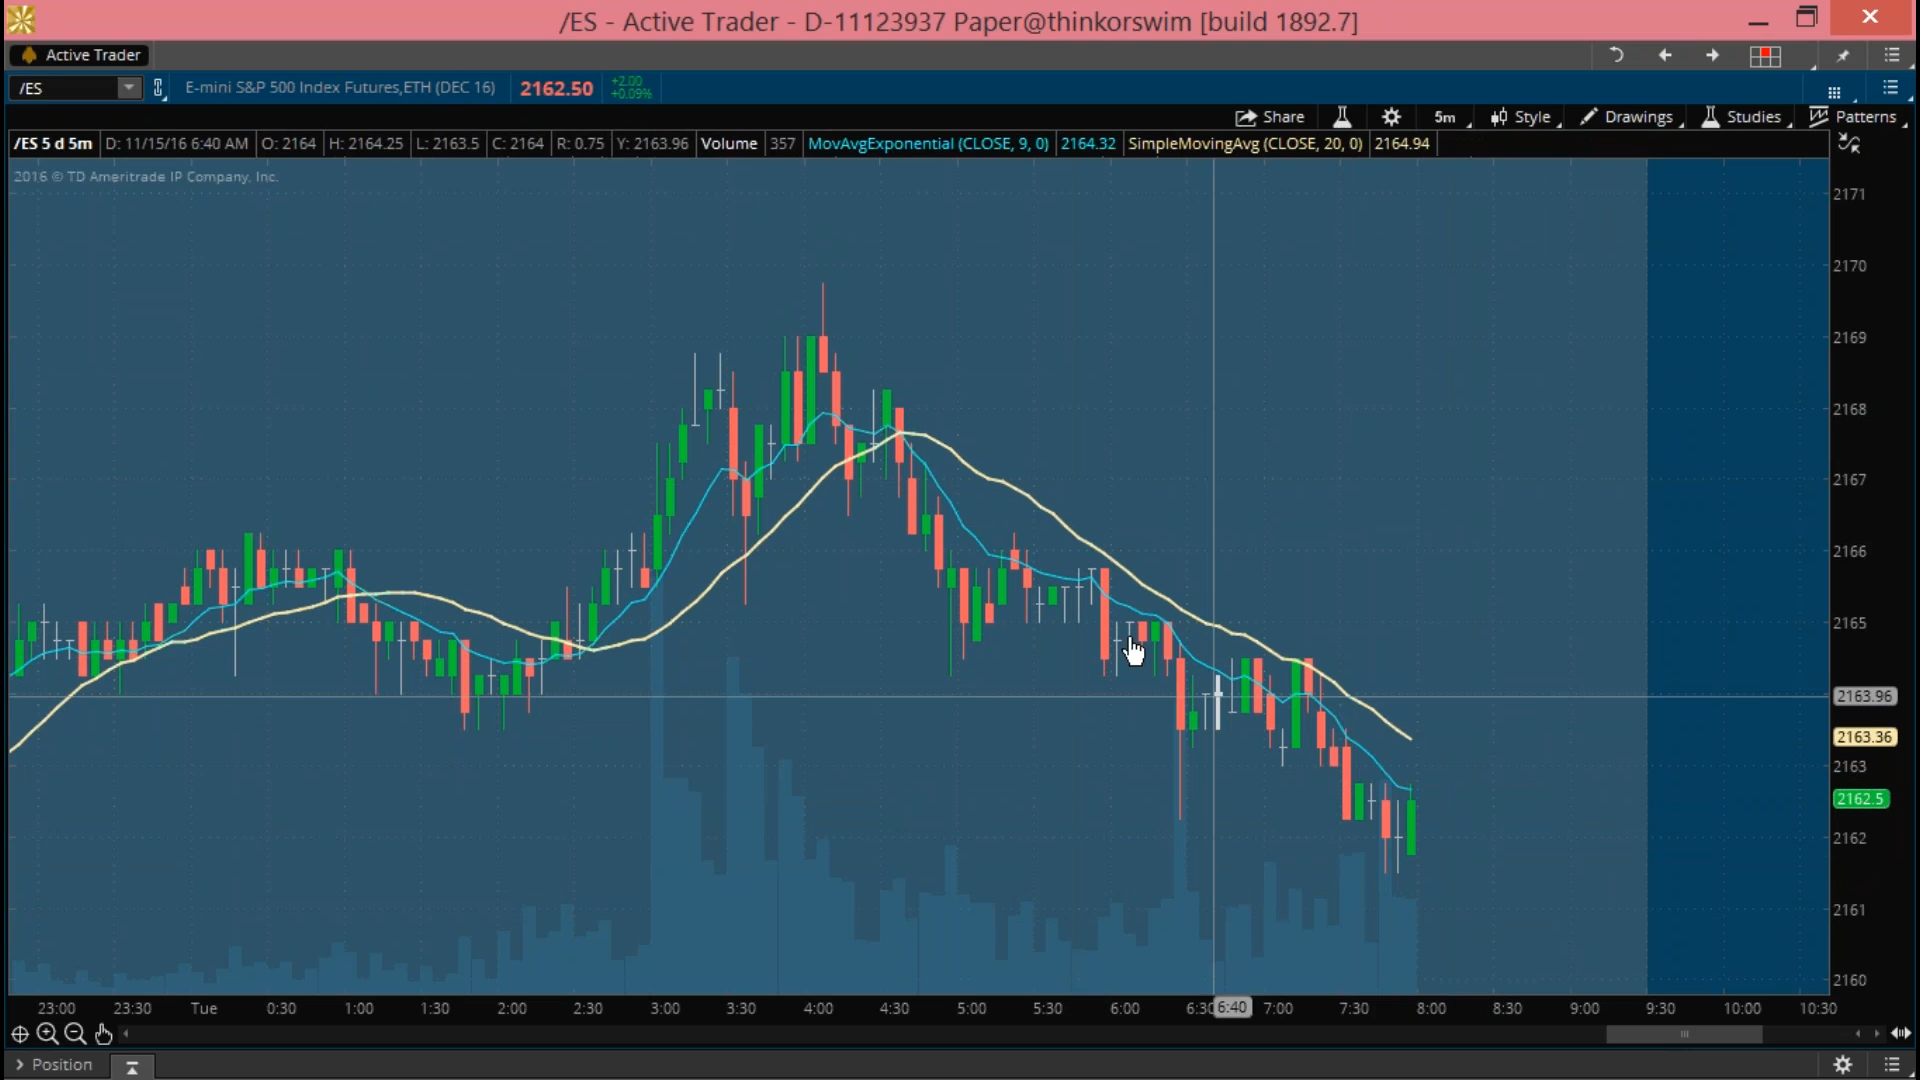 /ES - Active Trader - D-11123937 Paper@thinkorswim [build 1892.7]
Active Trader
/ES E-mini S&P 500 Index Futures,ETH (DEC 16) 2162.50 +2.00 +0.09%
Share 5m Style Drawings Studies Patterns
/ES 5 d 5m D: 11/15/16 6:40 AM O: 2164 H: 2164.25 L: 2163.5 C: 2164 R: 0.75 Y: 2163.96 Volume 357 MovAvgExponential (CLOSE, 9, 0) 2164.32 SimpleMovingAvg (CLOSE, 20, 0) 2164.94
2016 © TD Ameritrade IP Company, Inc.
2171
2170
2169
2168
2167
2166
2165
2163.96
2163.36
2163
2162.5
2162
2161
2160
23:00 23:30 Tue 0:30 1:00 1:30 2:00 2:30 3:00 3:30 4:00 4:30 5:00 5:30 6:00 6:30 6:40 7:00 7:30 8:00 8:30 9:00 9:30 10:00 10:30
Position